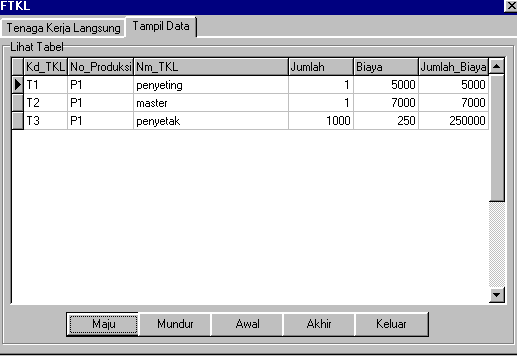 FTKL
Tenaga Kerja Langsung Tampil Data
Lihat Tabel
Kd_TKL No_Produksi Nm_TKL Jumlah Biaya Jumlah_Biaya
T1 P1 penyeting 1 5000 5000
T2 P1 master 1 7000 7000
T3 P1 penyetak 1000 250 250000
Maju Mundur Awal Akhir Keluar